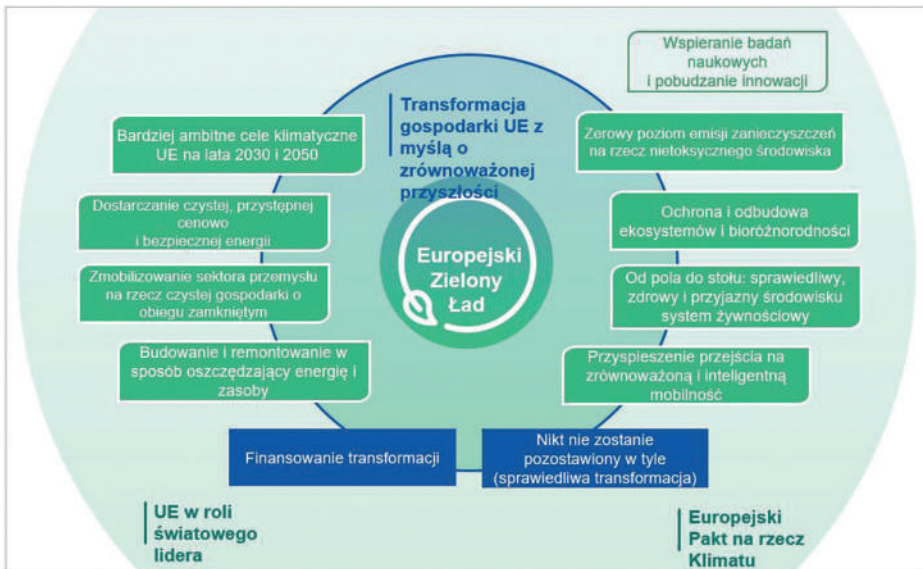 Wspieranie badań
naukowych
i pobudzanie innowacji
Transformacja
gospodarki UE z
myślą o
zrównoważonej
przyszłości
Bardziej ambitne cele klimatyczne
UE na lata 2030 i 2050
Zerowy poziom emisji zanieczyszczeń
na rzecz nietoksycznego środowiska
Dostarczanie czystej, przystępnej
cenowo
i bezpiecznej energii
Ochrona i odbudowa
ekosystemów i bioróżnorodności
Europejski
Zielony
Ład
Zmobilizowanie sektora przemysłu
na rzecz czystej gospodarki o
obiegu zamkniętym
Od pola do stołu: sprawiedliwy,
zdrowy i przyjazny środowisku
system żywnościowy
Budowanie i remontowanie w
sposób oszczędzający energię i
zasoby
Przyspieszenie przejścia na
zrównoważoną i inteligentną
mobilność
Finansowanie transformacji
Nikt nie zostanie
pozostawiony w tyle
(sprawiedliwa transformacja)
UE w roli
światowego
lidera
Europejski
Pakt na rzecz
Klimatu